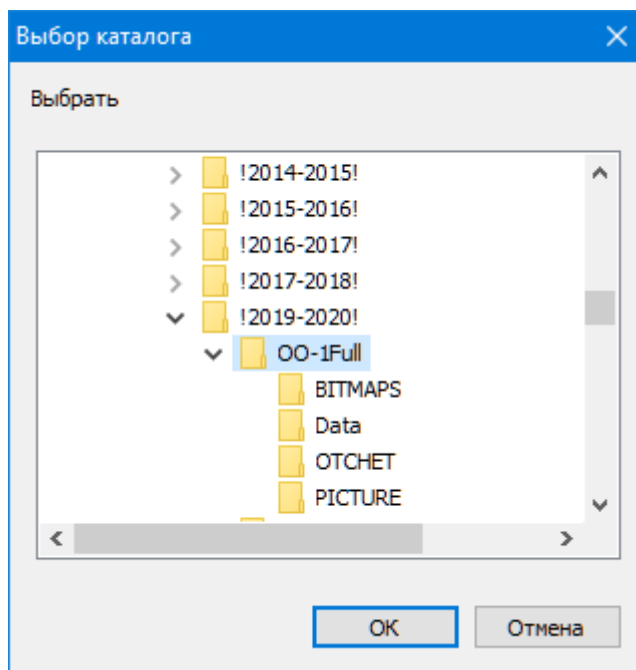 Выбор каталога
Выбрать
!2014-2015!
!2015-2016!
!2016-2017!
!2017-2018!
!2019-2020!
OO-1Full
BITMAPS
Data
OTCHET
PICTURE
OK
Отмена